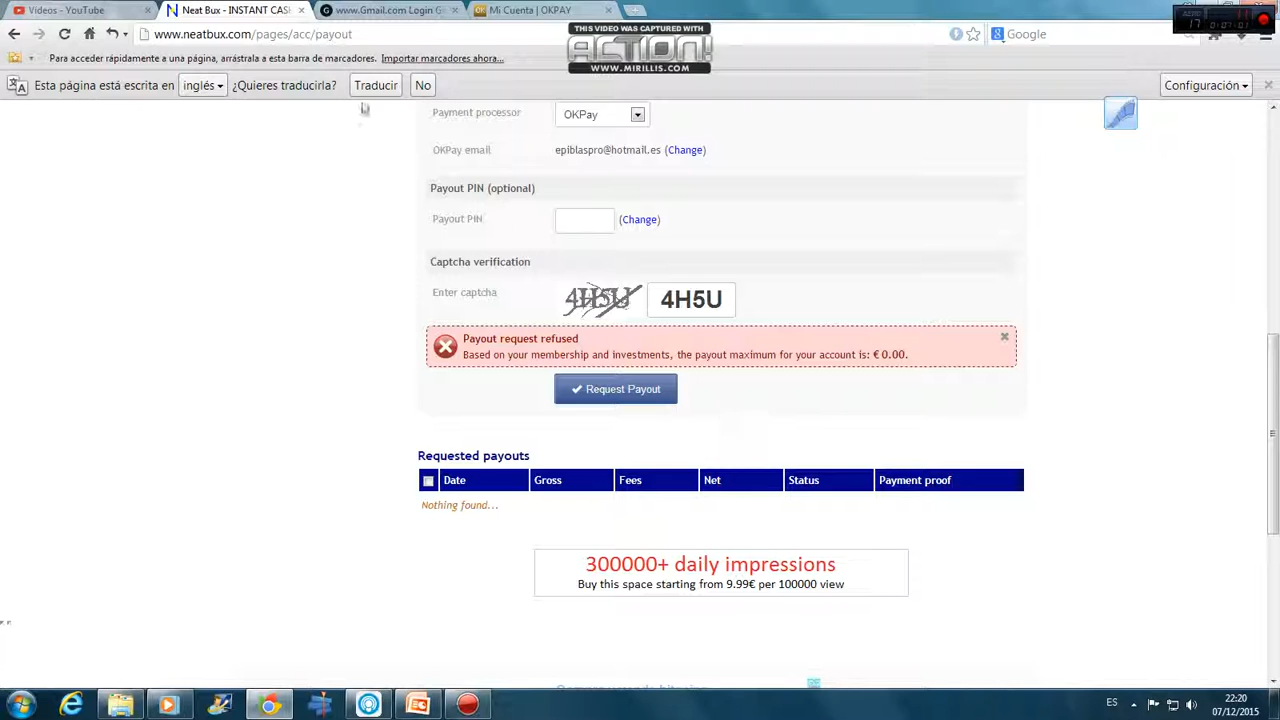 Videos - YouTube
Neat Bux - INSTANT CAS
www.Gmail.com Login G
Mi Cuenta | OKPAY
www.neatbux.com/pages/acc/payout
Google
THIS VIDEO WAS CAPTURED WITH
ACTION!
WWW.MIRILLIS.COM
17
Para acceder rápidamente a una página, arrástrala a esta barra de marcadores. Importar marcadores ahora...
Esta página está escrita en inglés ¿Quieres traducirla? Traducir No Configuración
Payment processor OKPay
OKPay email epiblaspro@hotmail.es (Change)
Payout PIN (optional)
Payout PIN (Change)
Captcha verification
Enter captcha 4H5U 4H5U
Payout request refused
Based on your membership and investments, the payout maximum for your account is: € 0.00.
Request Payout
Requested payouts
Date Gross Fees Net Status Payment proof
Nothing found...
300000+ daily impressions
Buy this space starting from 9.99€ per 100000 view
ES
22:20
07/12/2015